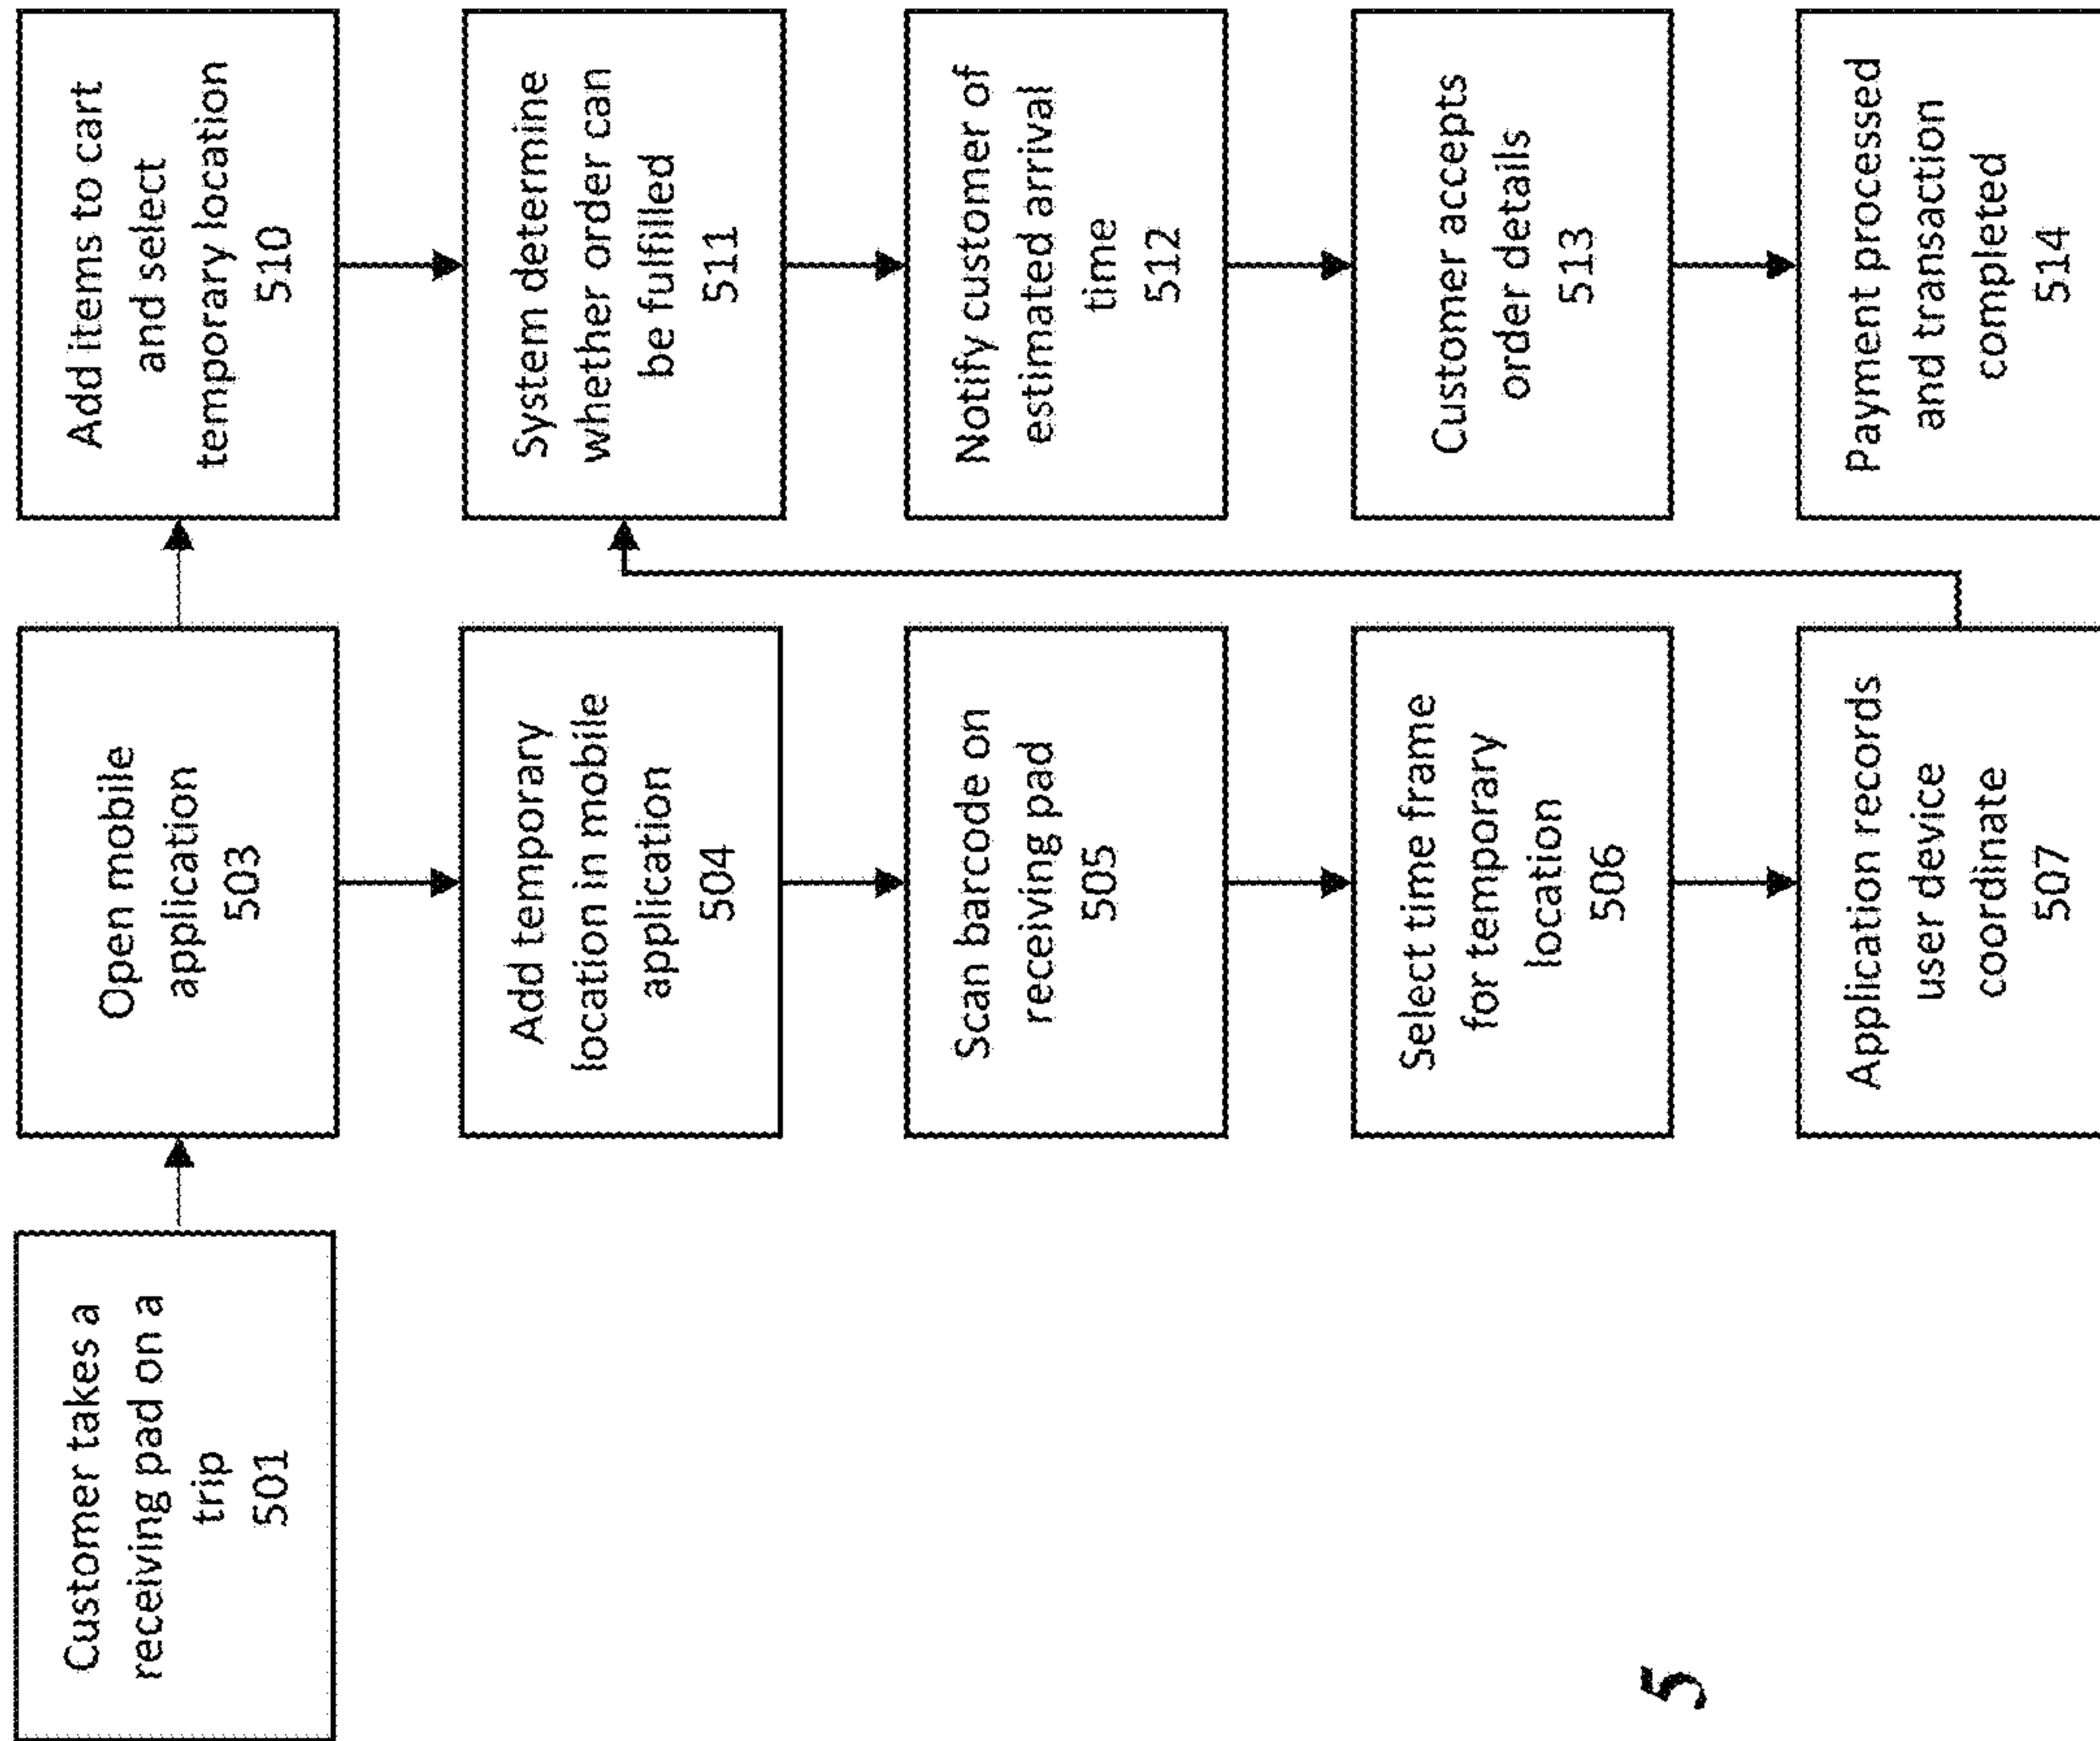 Customer takes a
receiving pad on a
trip
501
Open mobile
application
503
Add temporary
location in mobile
application
504
Scan barcode on
receiving pad
505
Select time frame
for temporary
location
506
Application records
user device
coordinate
507
Add items to cart
and select
temporary location
510
System determine
whether order can
be fulfilled
511
Notify customer of
estimated arrival
time
512
Customer accepts
order details
513
Payment processed
and transaction
completed
514
5